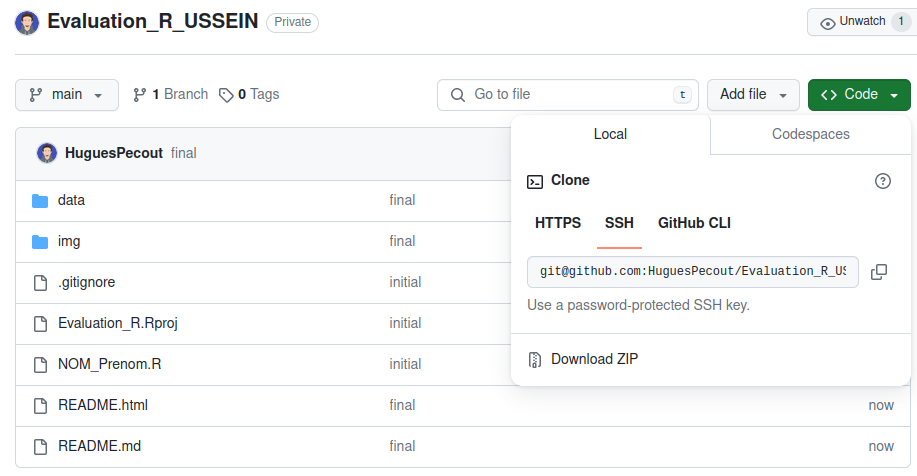 Evaluation_R_USSEIN Private Unwatch 1
main 1 Branch 0 Tags Go to file t Add file Code
Local Codespaces
HuguesPecout final
Clone
data final
HTTPS SSH GitHub CLI
img final
git@github.com:HuguesPecout/Evaluation_R_US
.gitignore initial
Use a password-protected SSH key.
Evaluation_R.Rproj initial
Download ZIP
NOM_Prenom.R initial
README.html final now
README.md final now